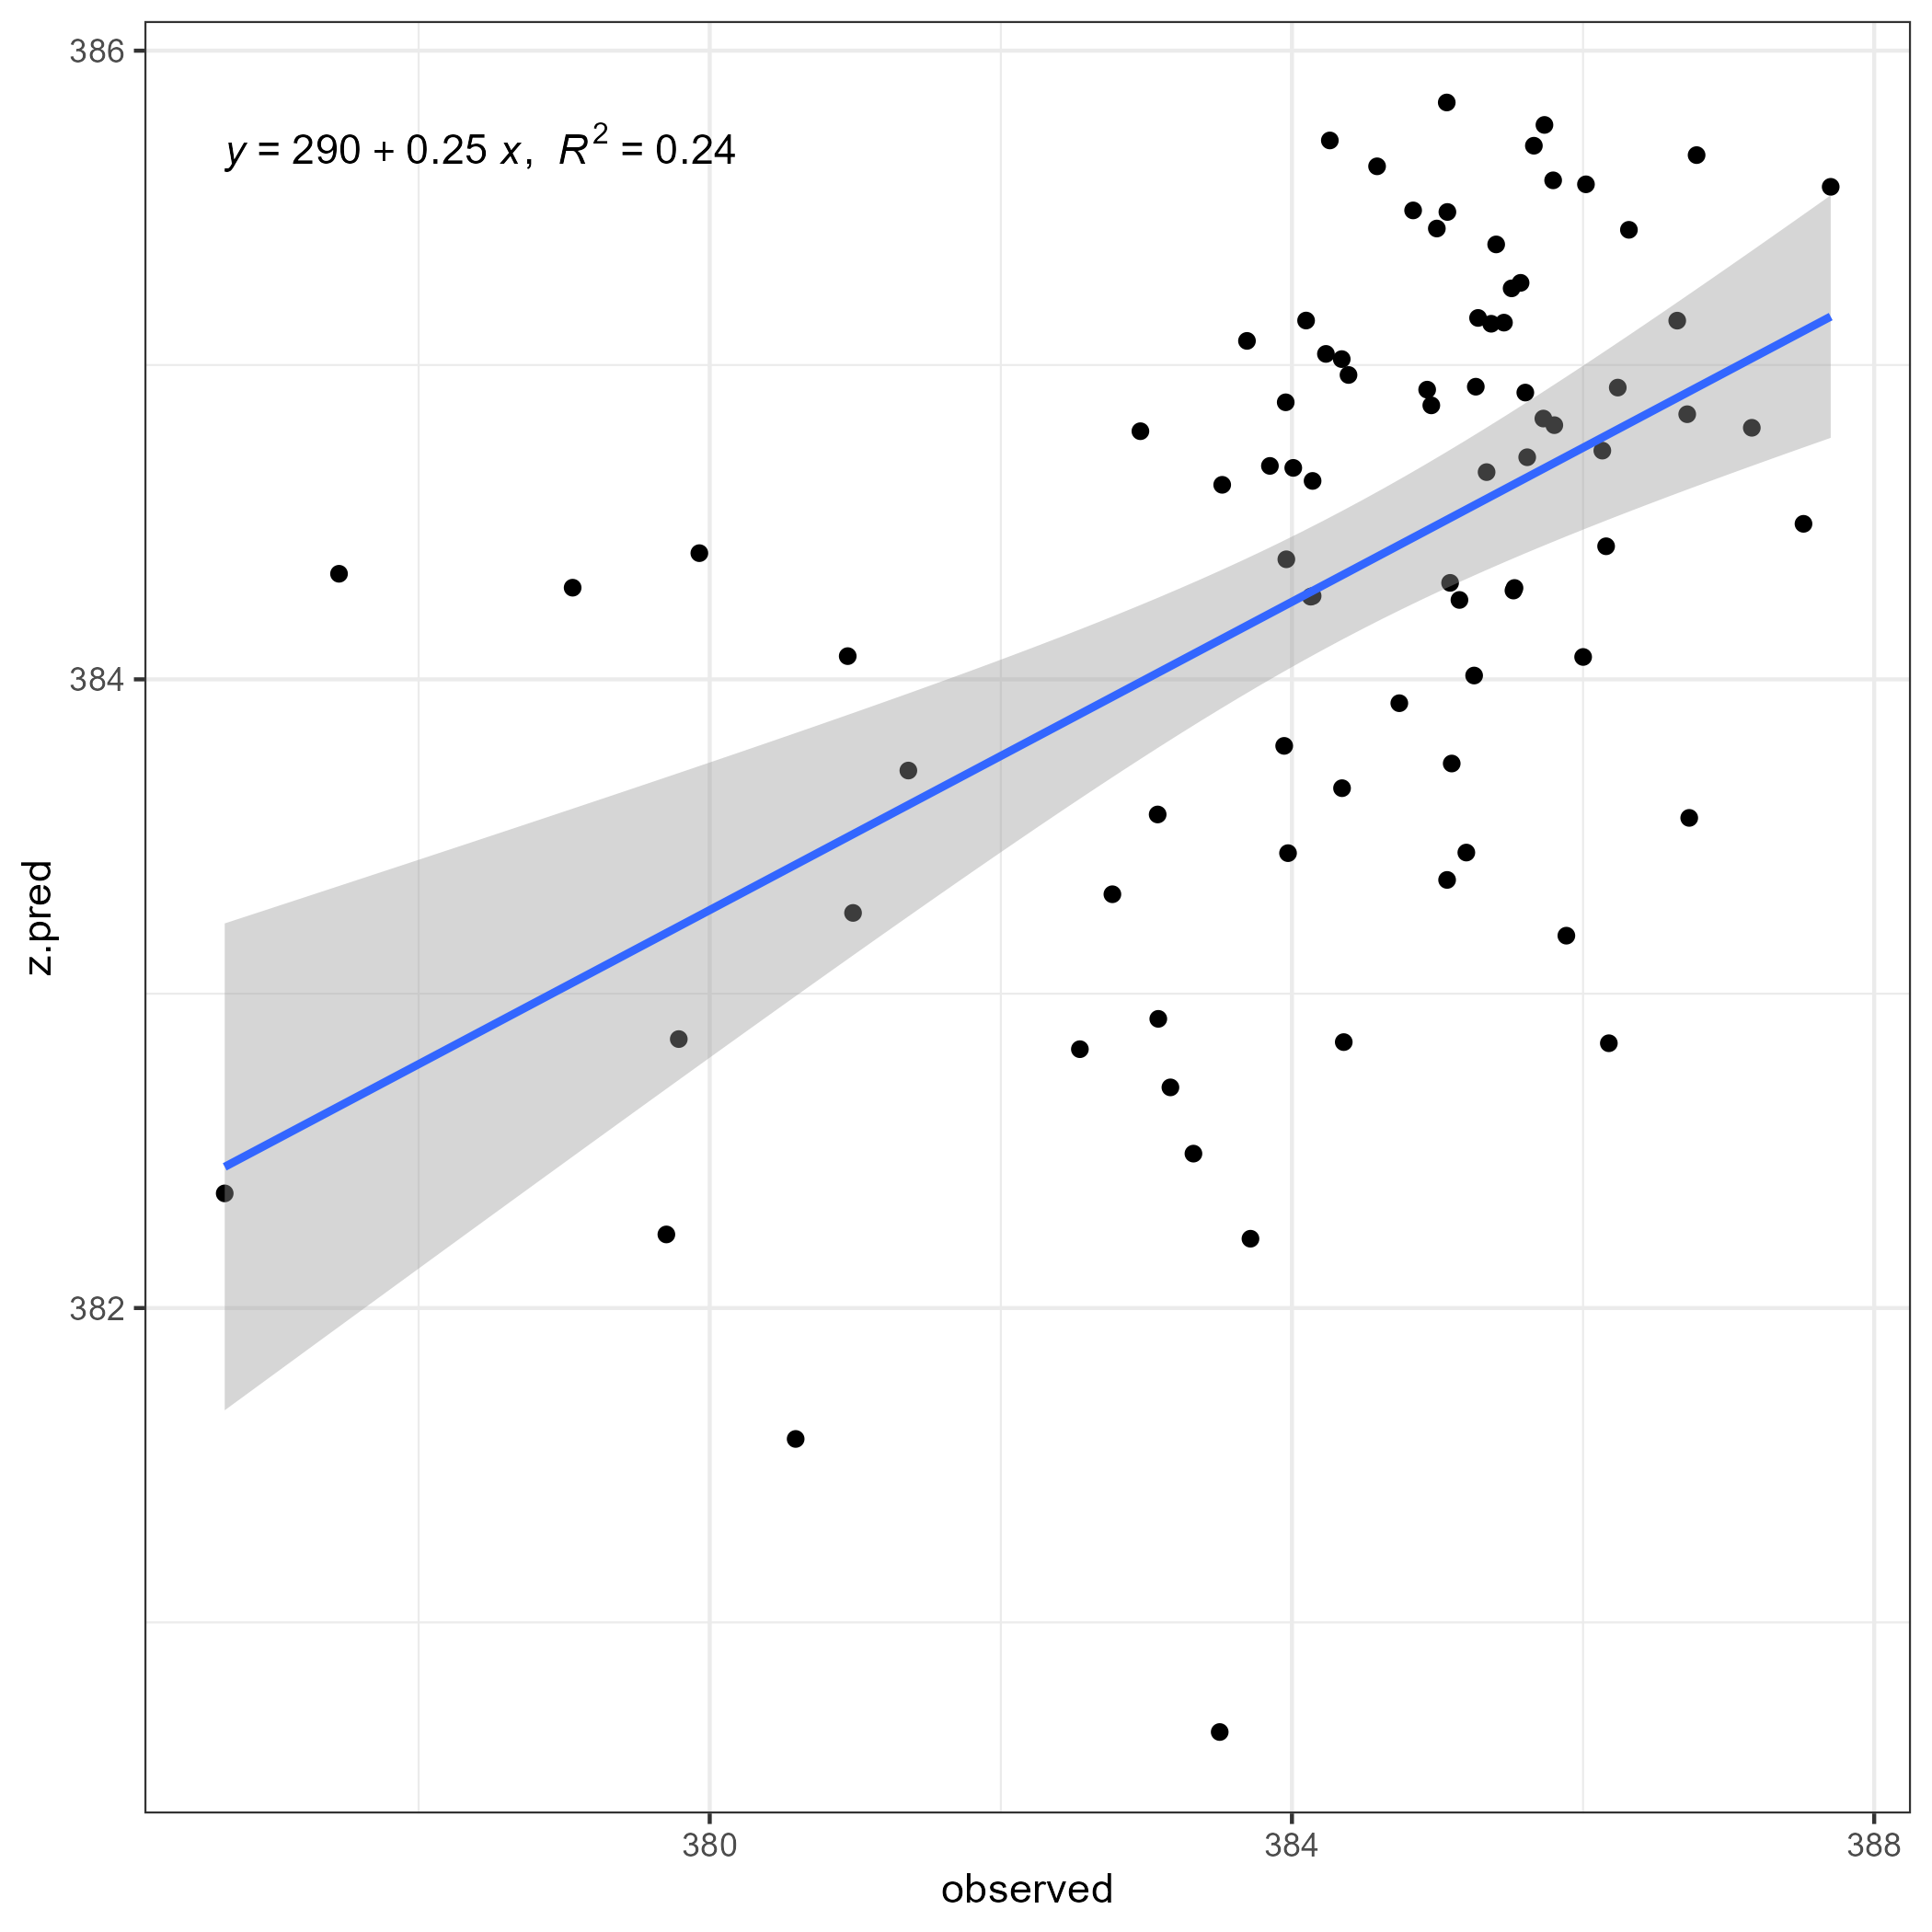 386
y = 290 + 0.25 x, R² = 0.24
384
z.pred
382
380 384 388
observed